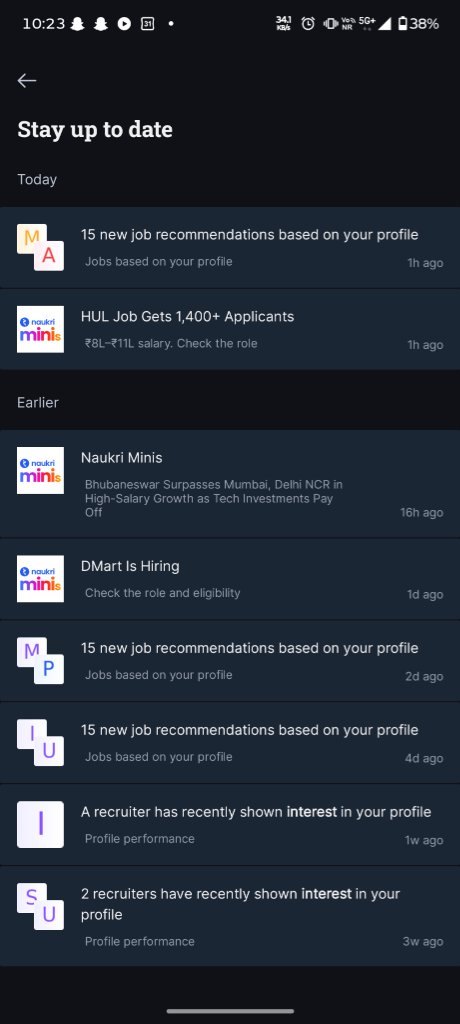 10:23 31 34.1 KB/s Vo NR 5G+ 38%
Stay up to date
Today
M A
15 new job recommendations based on your profile
Jobs based on your profile 1h ago
naukri minis
HUL Job Gets 1,400+ Applicants
₹8L–₹11L salary. Check the role 1h ago
Earlier
naukri minis
Naukri Minis
Bhubaneswar Surpasses Mumbai, Delhi NCR in
High-Salary Growth as Tech Investments Pay
Off 16h ago
naukri minis
DMart Is Hiring
Check the role and eligibility 1d ago
M P
15 new job recommendations based on your profile
Jobs based on your profile 2d ago
I U
15 new job recommendations based on your profile
Jobs based on your profile 4d ago
I
A recruiter has recently shown interest in your profile
Profile performance 1w ago
S U
2 recruiters have recently shown interest in your
profile
Profile performance 3w ago